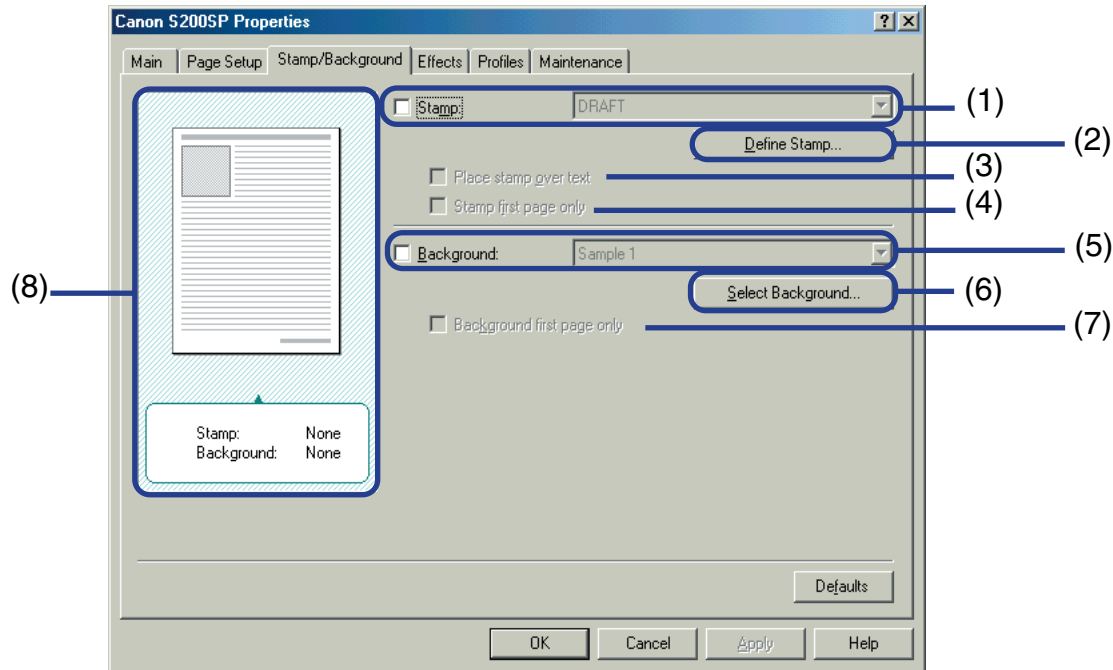 Canon S200SP Properties
Main Page Setup Stamp/Background Effects Profiles Maintenance
Stamp: DRAFT (1)
Define Stamp... (2)
Place stamp over text (3)
Stamp first page only (4)
Background: Sample 1 (5)
(8) Select Background... (6)
Background first page only (7)
Stamp: None
Background: None
Defaults
OK Cancel Apply Help